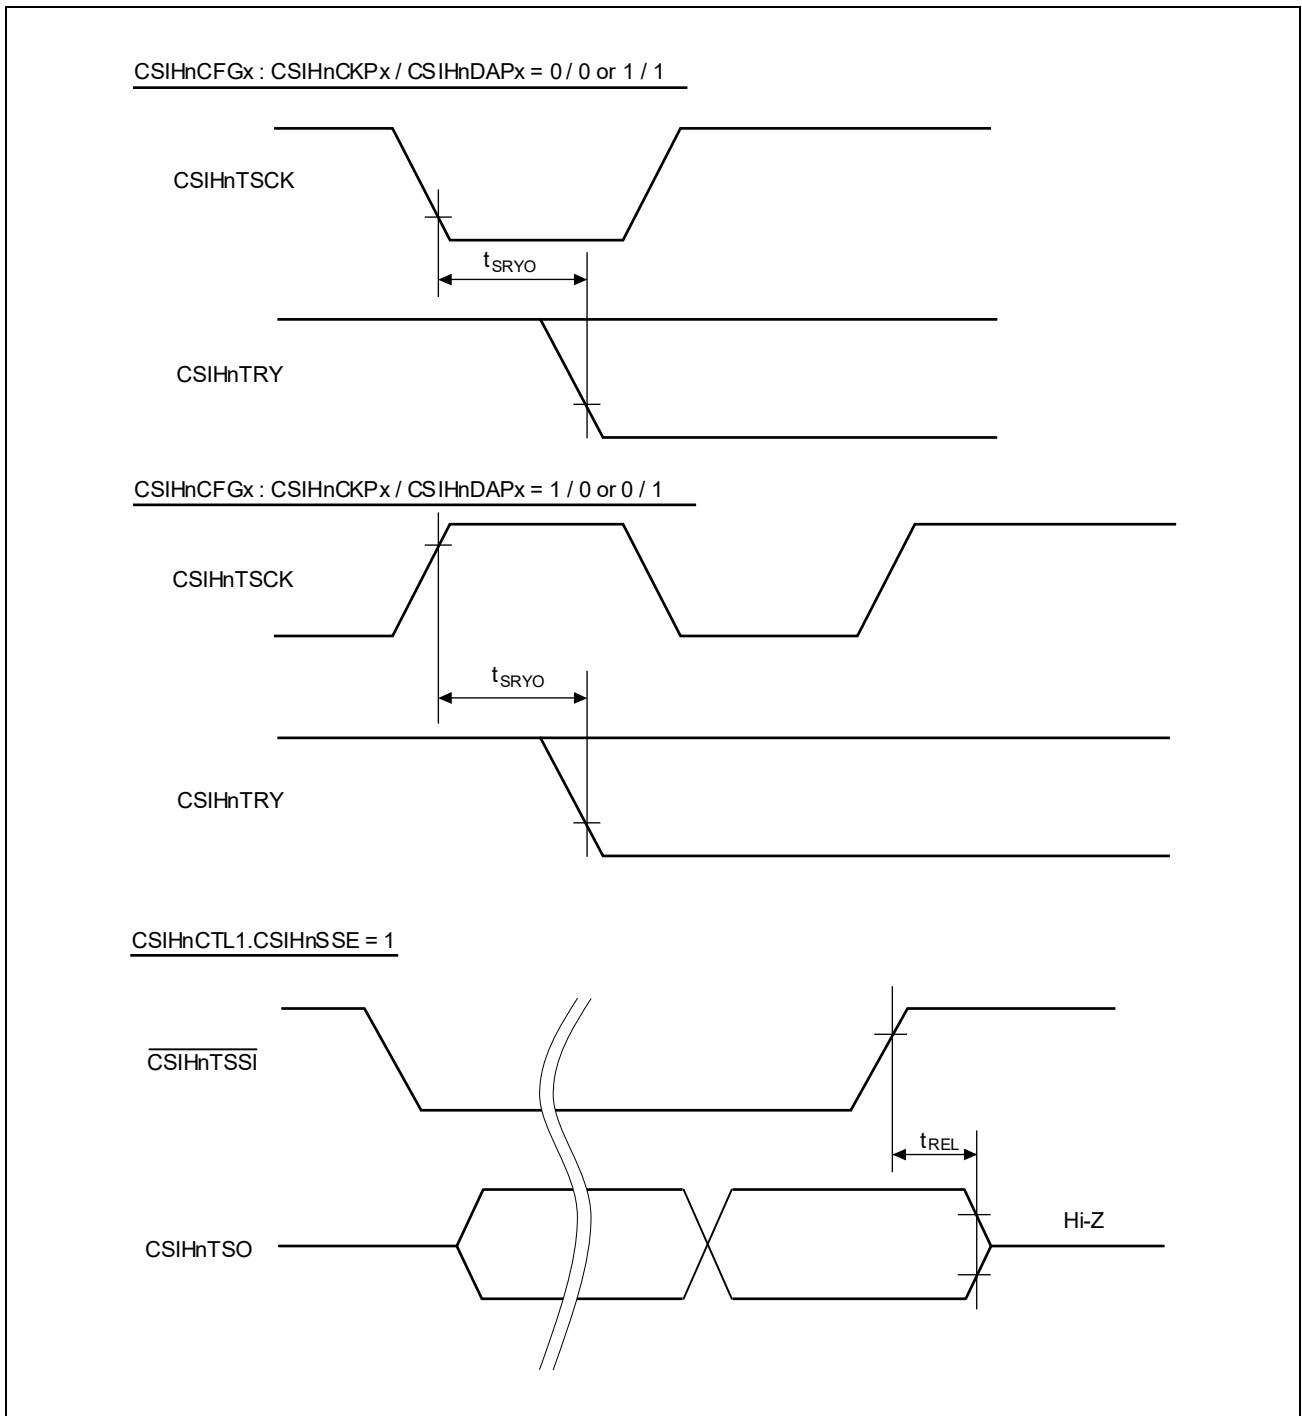 CSIHnCFGx : CSIHnCKPx / CSIHnDAPx = 0 / 0 or 1 / 1
CSIHnTSCK
tSRYO
CSIHnTRY
CSIHnCFGx : CSIHnCKPx / CSIHnDAPx = 1 / 0 or 0 / 1
CSIHnTSCK
tSRYO
CSIHnTRY
CSIHnCTL1.CSIHnSSE = 1
CSIHnTSSI
tREL
Hi-Z
CSIHnTSO